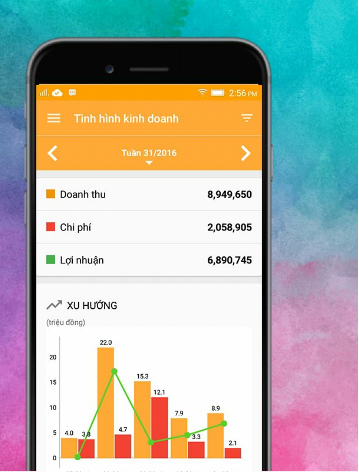 2:56 PM
Tình hình kinh doanh
Tuần 31/2016
Doanh thu 8,949,650
Chi phí 2,058,905
Lợi nhuận 6,890,745
XU HƯỚNG
(triệu đồng)
22.0
20
15.3
15
12.1
10
7.9
8.9
5
4.0
3.8
4.7
3.3
2.1
0